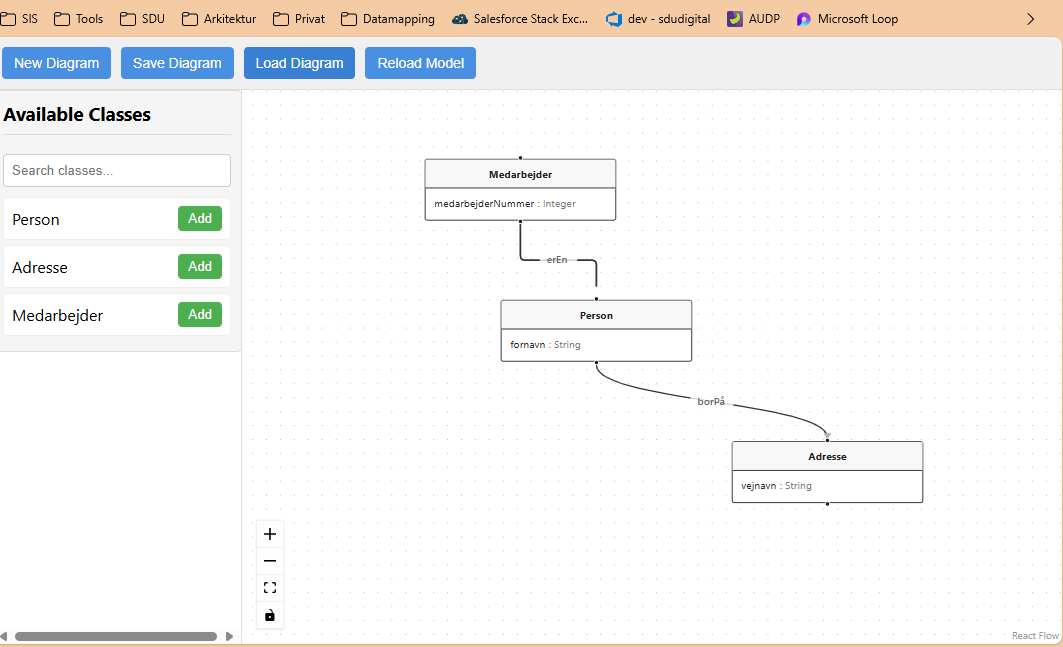 SIS Tools SDU Arkitektur Privat Datamapping Salesforce Stack Exc... dev - sdudigital AUDP Microsoft Loop
New Diagram Save Diagram Load Diagram Reload Model
Available Classes
Search classes...
Person Add
Adresse Add
Medarbejder Add
Medarbejder
medarbejderNummer : Integer
erEn
Person
fornavn : String
borPå
Adresse
vejnavn : String
React Flow